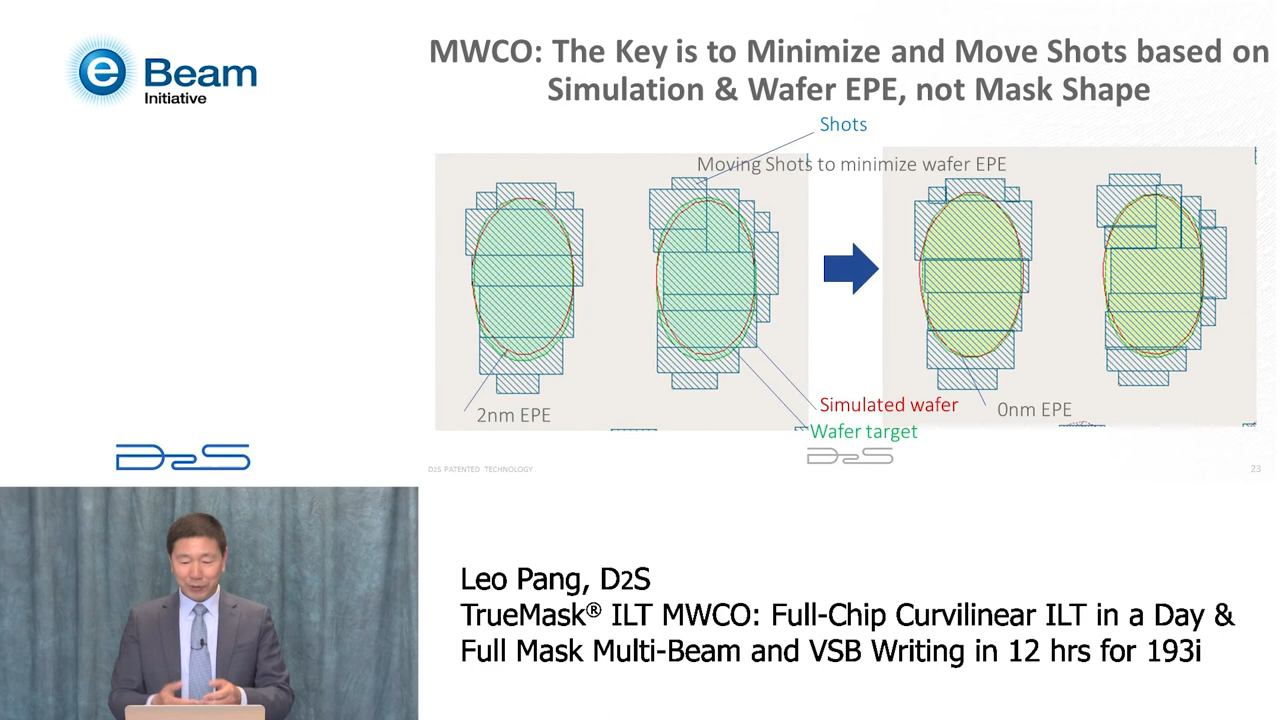 e Beam
Initiative
MWCO: The Key is to Minimize and Move Shots based on
Simulation & Wafer EPE, not Mask Shape
Shots
Moving Shots to minimize wafer EPE
2nm EPE
Simulated wafer
Wafer target
0nm EPE
D2S
D2S
D2S PATENTED TECHNOLOGY
23
Leo Pang, D2S
TrueMask® ILT MWCO: Full-Chip Curvilinear ILT in a Day &
Full Mask Multi-Beam and VSB Writing in 12 hrs for 193i